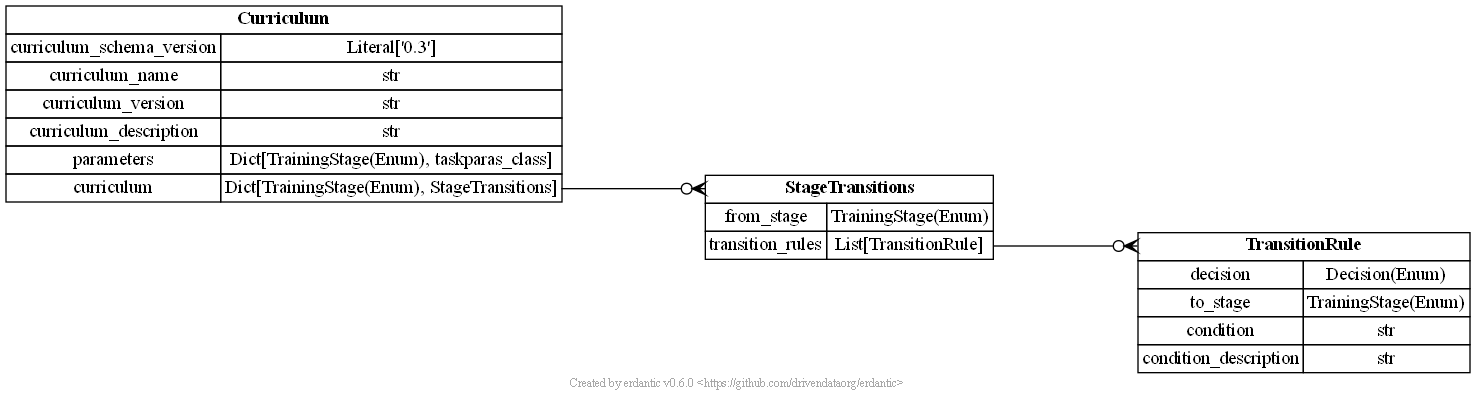 Curriculum
curriculum_schema_version Literal['0.3']
curriculum_name str
curriculum_version str
curriculum_description str
parameters Dict[TrainingStage(Enum), taskparas_class]
curriculum Dict[TrainingStage(Enum), StageTransitions]
StageTransitions
from_stage TrainingStage(Enum)
transition_rules List[TransitionRule]
TransitionRule
decision Decision(Enum)
to_stage TrainingStage(Enum)
condition str
condition_description str
Created by erdantic v0.6.0 <https://github.com/drivendataorg/erdantic>